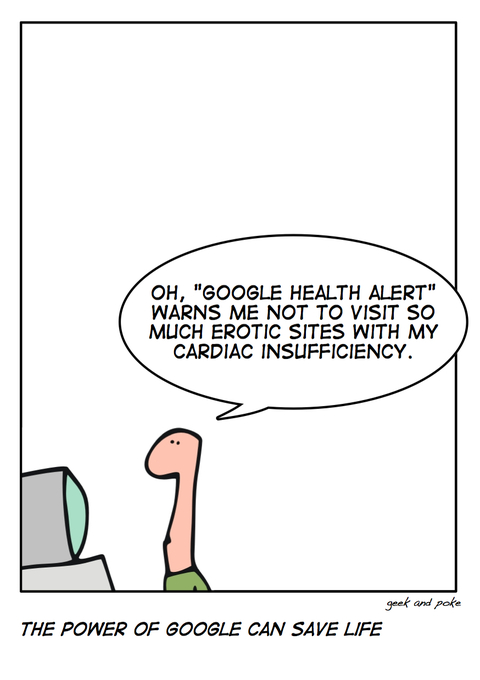 OH, "GOOGLE HEALTH ALERT"
WARNS ME NOT TO VISIT SO
MUCH EROTIC SITES WITH MY
CARDIAC INSUFFICIENCY.
geek and poke
THE POWER OF GOOGLE CAN SAVE LIFE